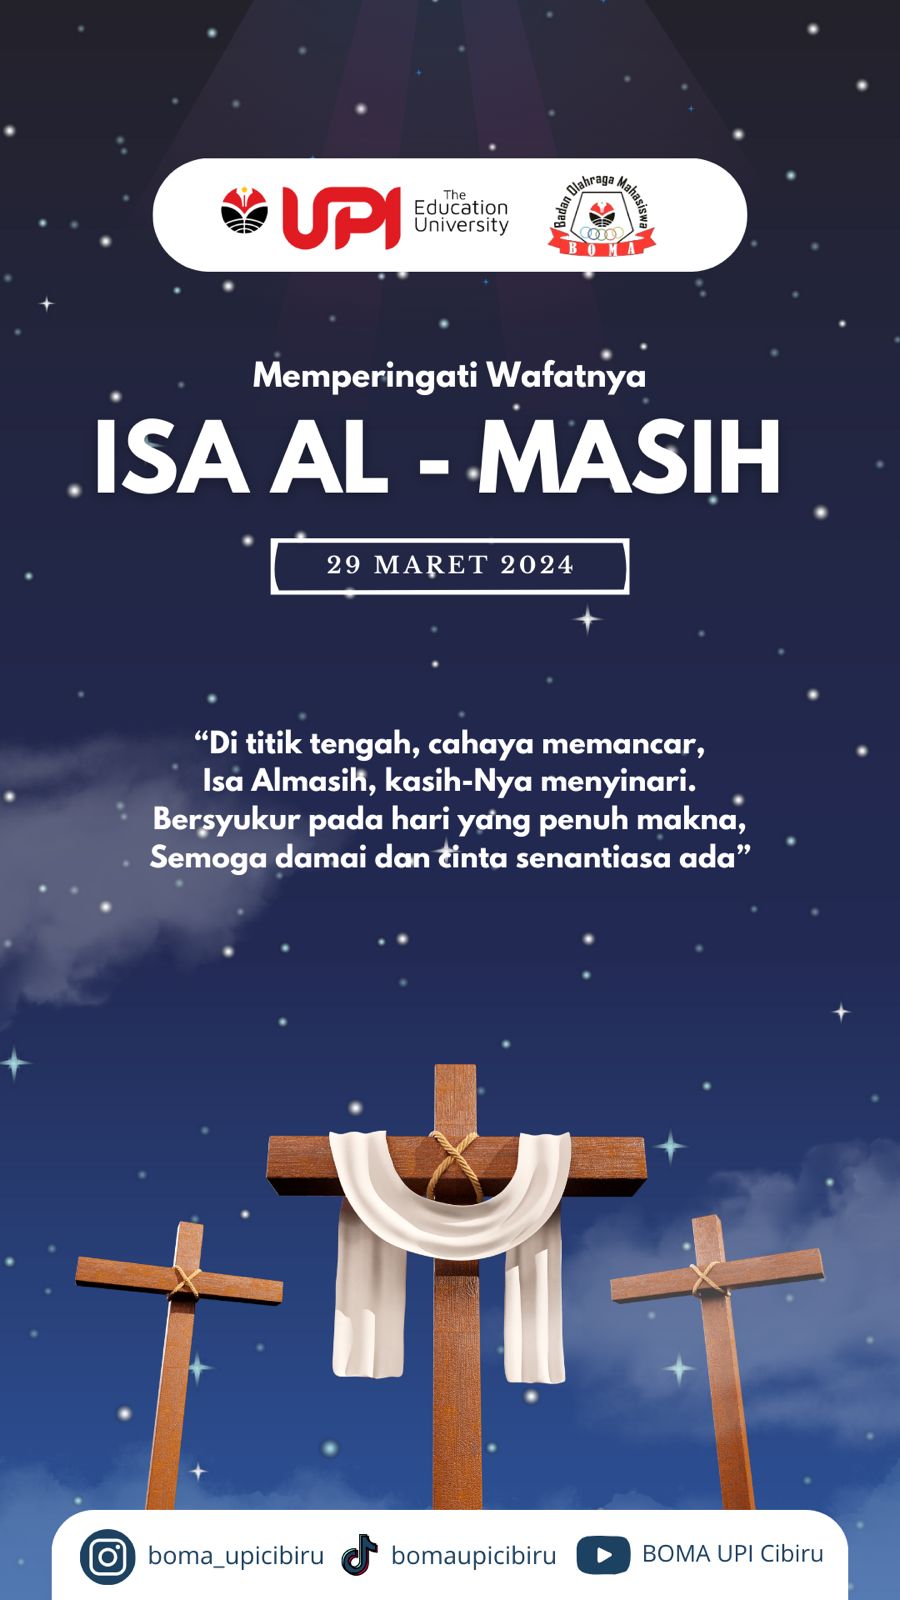 UPI
The
Education
University
Badan Olahraga Mahasiswa
BOMA
Memperingati Wafatnya
ISA AL - MASIH
29 MARET 2024
“Di titik tengah, cahaya memancar,
Isa Almasih, kasih-Nya menyinari.
Bersyukur pada hari yang penuh makna,
Semoga damai dan cinta senantiasa ada”
boma_upicibiru
bomaupicibiru
BOMA UPI Cibiru